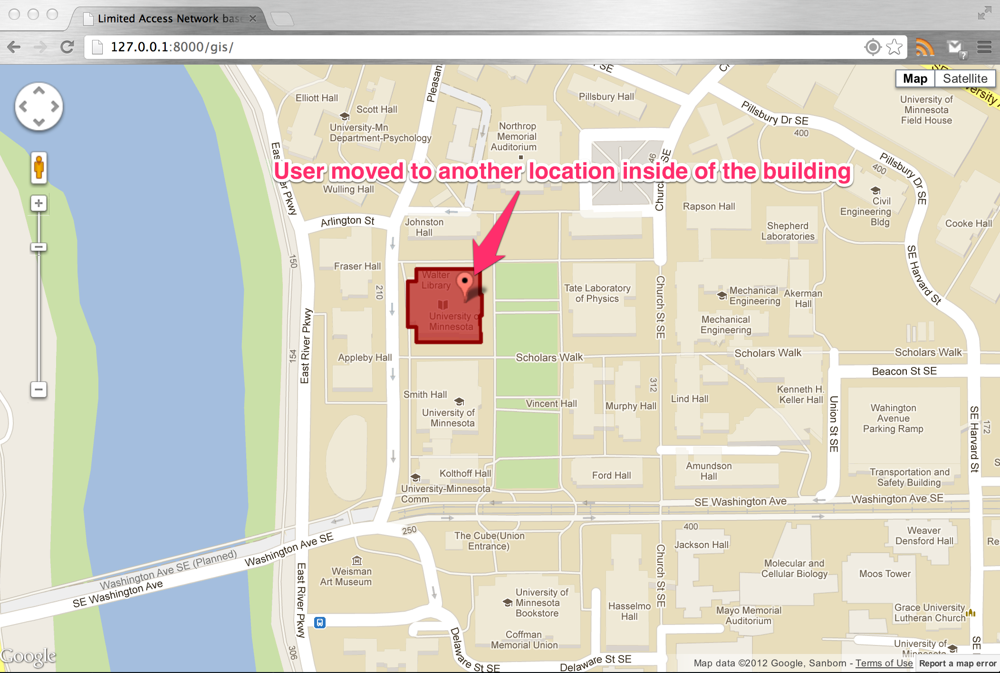 Limited Access Network bas
127.0.0.1:8000/gis/
Map
Satellite
Pleasan
SE
Pillsbury Hall
Pillsbury Dr SE
400
University of
Minnesota
Field House
Elliott Hall
Scott Hall
University-Mn
Department-Psychology
Northrop
Memorial
Auditorium
46
SE
Pillsbury Dr SE
400
User moved to another location inside of the building
East River Pkwy
Wulling Hall
Church
Rapson Hall
Civil
Engineering
Bldg
Cooke Hall
Shepherd
Laboratories
Arlington St
Johnston
Hall
150
Fraser Hall
210
Walter
Library
University o
Minnesota
Tate Laboratory
of Physics
Church St SE
Mechanical
Engineering
Akerman
Hall
Mechanical
Engineering
SE Harvard St
East River Pkwy
154
Appleby Hall
Scholars Walk
Scholars Walk
Scholars Walk
Beacon St SE
Smith Hall
University of
Minnesota
Vincent Hall
Murphy Hall
312
Lind Hall
Kenneth H.
Keller Hall
Union St SE
Wahington
Avenue
Parking Ramp
SE Harvard St
172
Kolthoff Hall
University-Minnesota
Comm
Ford Hall
Amundson
Hall
Transportation and
Safety Building
S
SE Washington Ave
Washington Ave SE
250
400
The Cube(Union
Entrance)
Jackson Hall
Weaver
Densford Hall
Re
Washington Ave SE (Planned)
Washington Ave SE
SE Washington Ave
Weisman
Art Museum
East River Pkwy
Church St SE
Molecular and
Cellular Biology
Moos Tower
University of
Minnesota
Bookstore
Hasselmo
Hall
Mayo Memorial
Auditorium
Grace University
Lutheran Church
Coffman
Memorial Union
306
Delaware St SE
Delaware St SE
SE
University of
Minnesota
Google
Map data ©2012 Google, Sanborn - Terms of Use
Report a map error